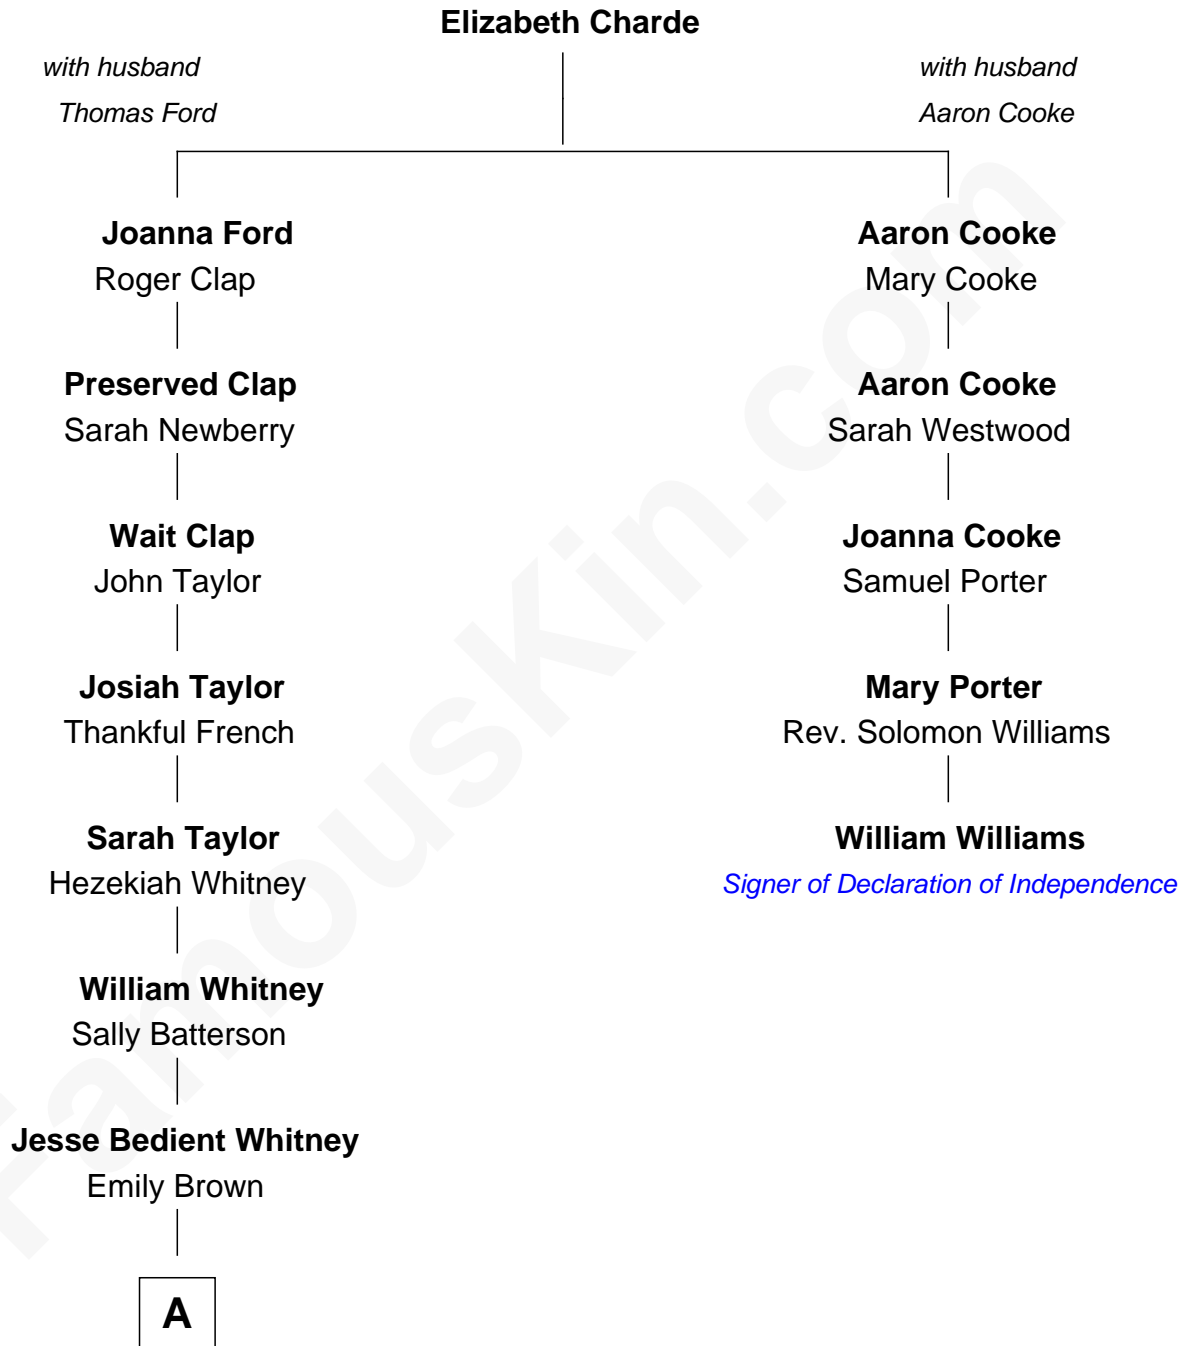 Elizabeth Charde
with husband
Thomas Ford
with husband
Aaron Cooke
Joanna Ford
Roger Clap
Aaron Cooke
Mary Cooke
Preserved Clap
Sarah Newberry
Aaron Cooke
Sarah Westwood
Wait Clap
John Taylor
Joanna Cooke
Samuel Porter
Josiah Taylor
Thankful French
Mary Porter
Rev. Solomon Williams
Sarah Taylor
Hezekiah Whitney
William Williams
Signer of Declaration of Independence
William Whitney
Sally Batterson
Jesse Bedient Whitney
Emily Brown
A
FamousKin.com